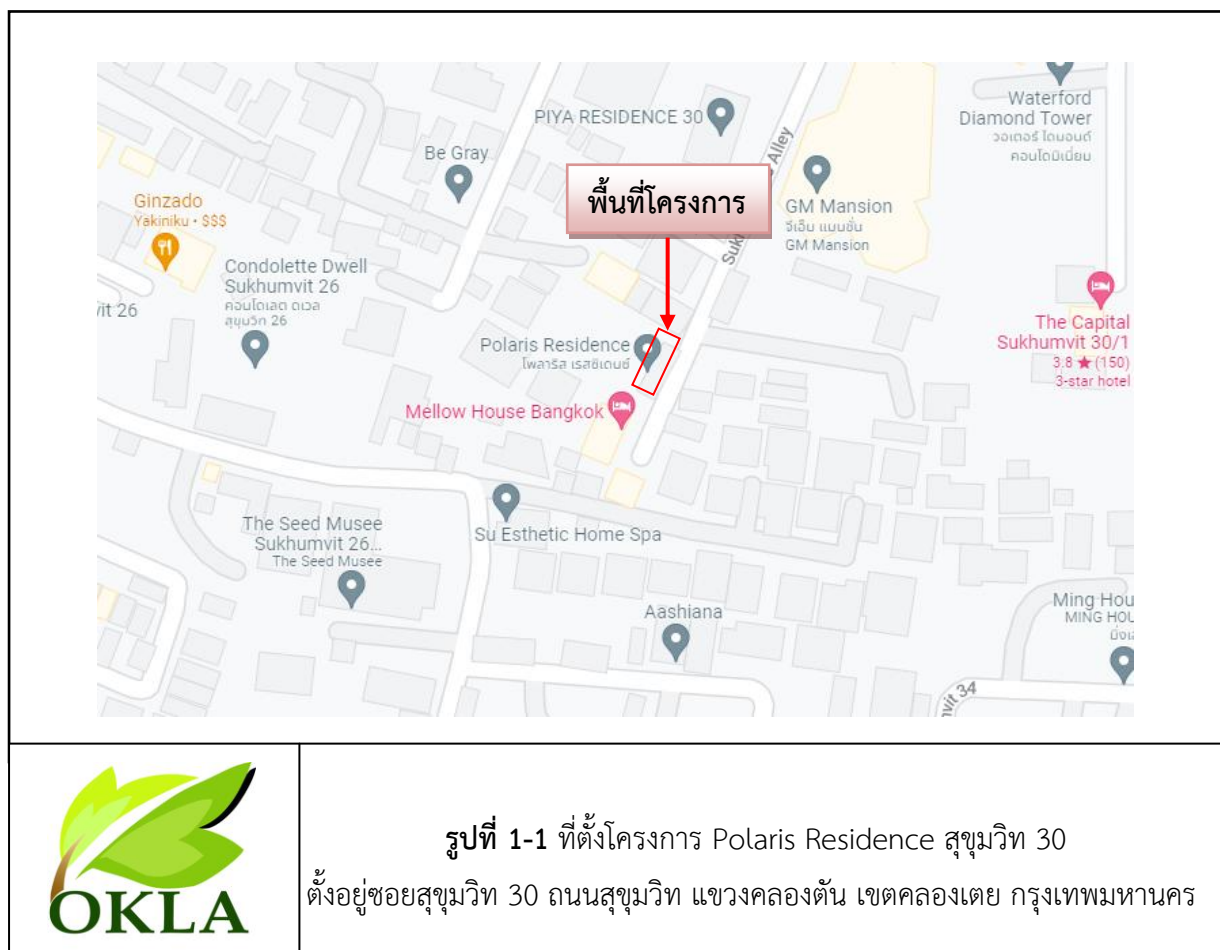 Waterford
Diamond Tower
วอเตอร์ ไดมอนด์
คอนโดมิเนี่ยม
PIYA RESIDENCE 30
Alley
Be Gray
พื้นที่โครงการ
Ginzado
Yakiniku • $$$
GM Mansion
จีเอ็ม แมนชั่น
GM Mansion
Condolette Dwell
Sukhumvit 26
คอนโดเลต ดเวล
สุขุมวิท 26
vit 26
The Capital
Sukhumvit 30/1
3.8 ★ (150)
3-star hotel
Polaris Residence
โพลาริส เรสซิเดนซ์
Mellow House Bangkok
The Seed Musee
Sukhumvit 26...
The Seed Musee
Su Esthetic Home Spa
Aashiana
Ming Hou
MING HOU
vit 34
OKLA
รูปที่ 1-1 ที่ตั้งโครงการ Polaris Residence สุขุมวิท 30
ตั้งอยู่ซอยสุขุมวิท 30 ถนนสุขุมวิท แขวงคลองตัน เขตคลองเตย กรุงเทพมหานคร